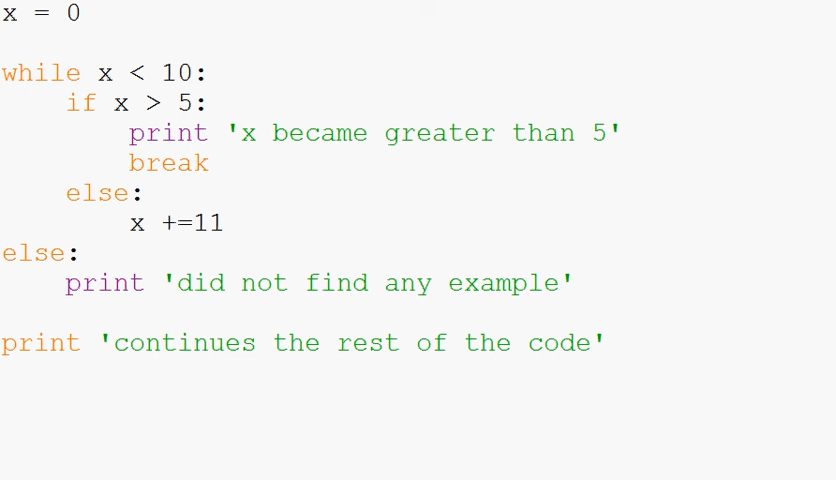 x = 0
while x < 10:
    if x > 5:
        print 'x became greater than 5'
        break
    else:
        x +=11
else:
    print 'did not find any example'
print 'continues the rest of the code'